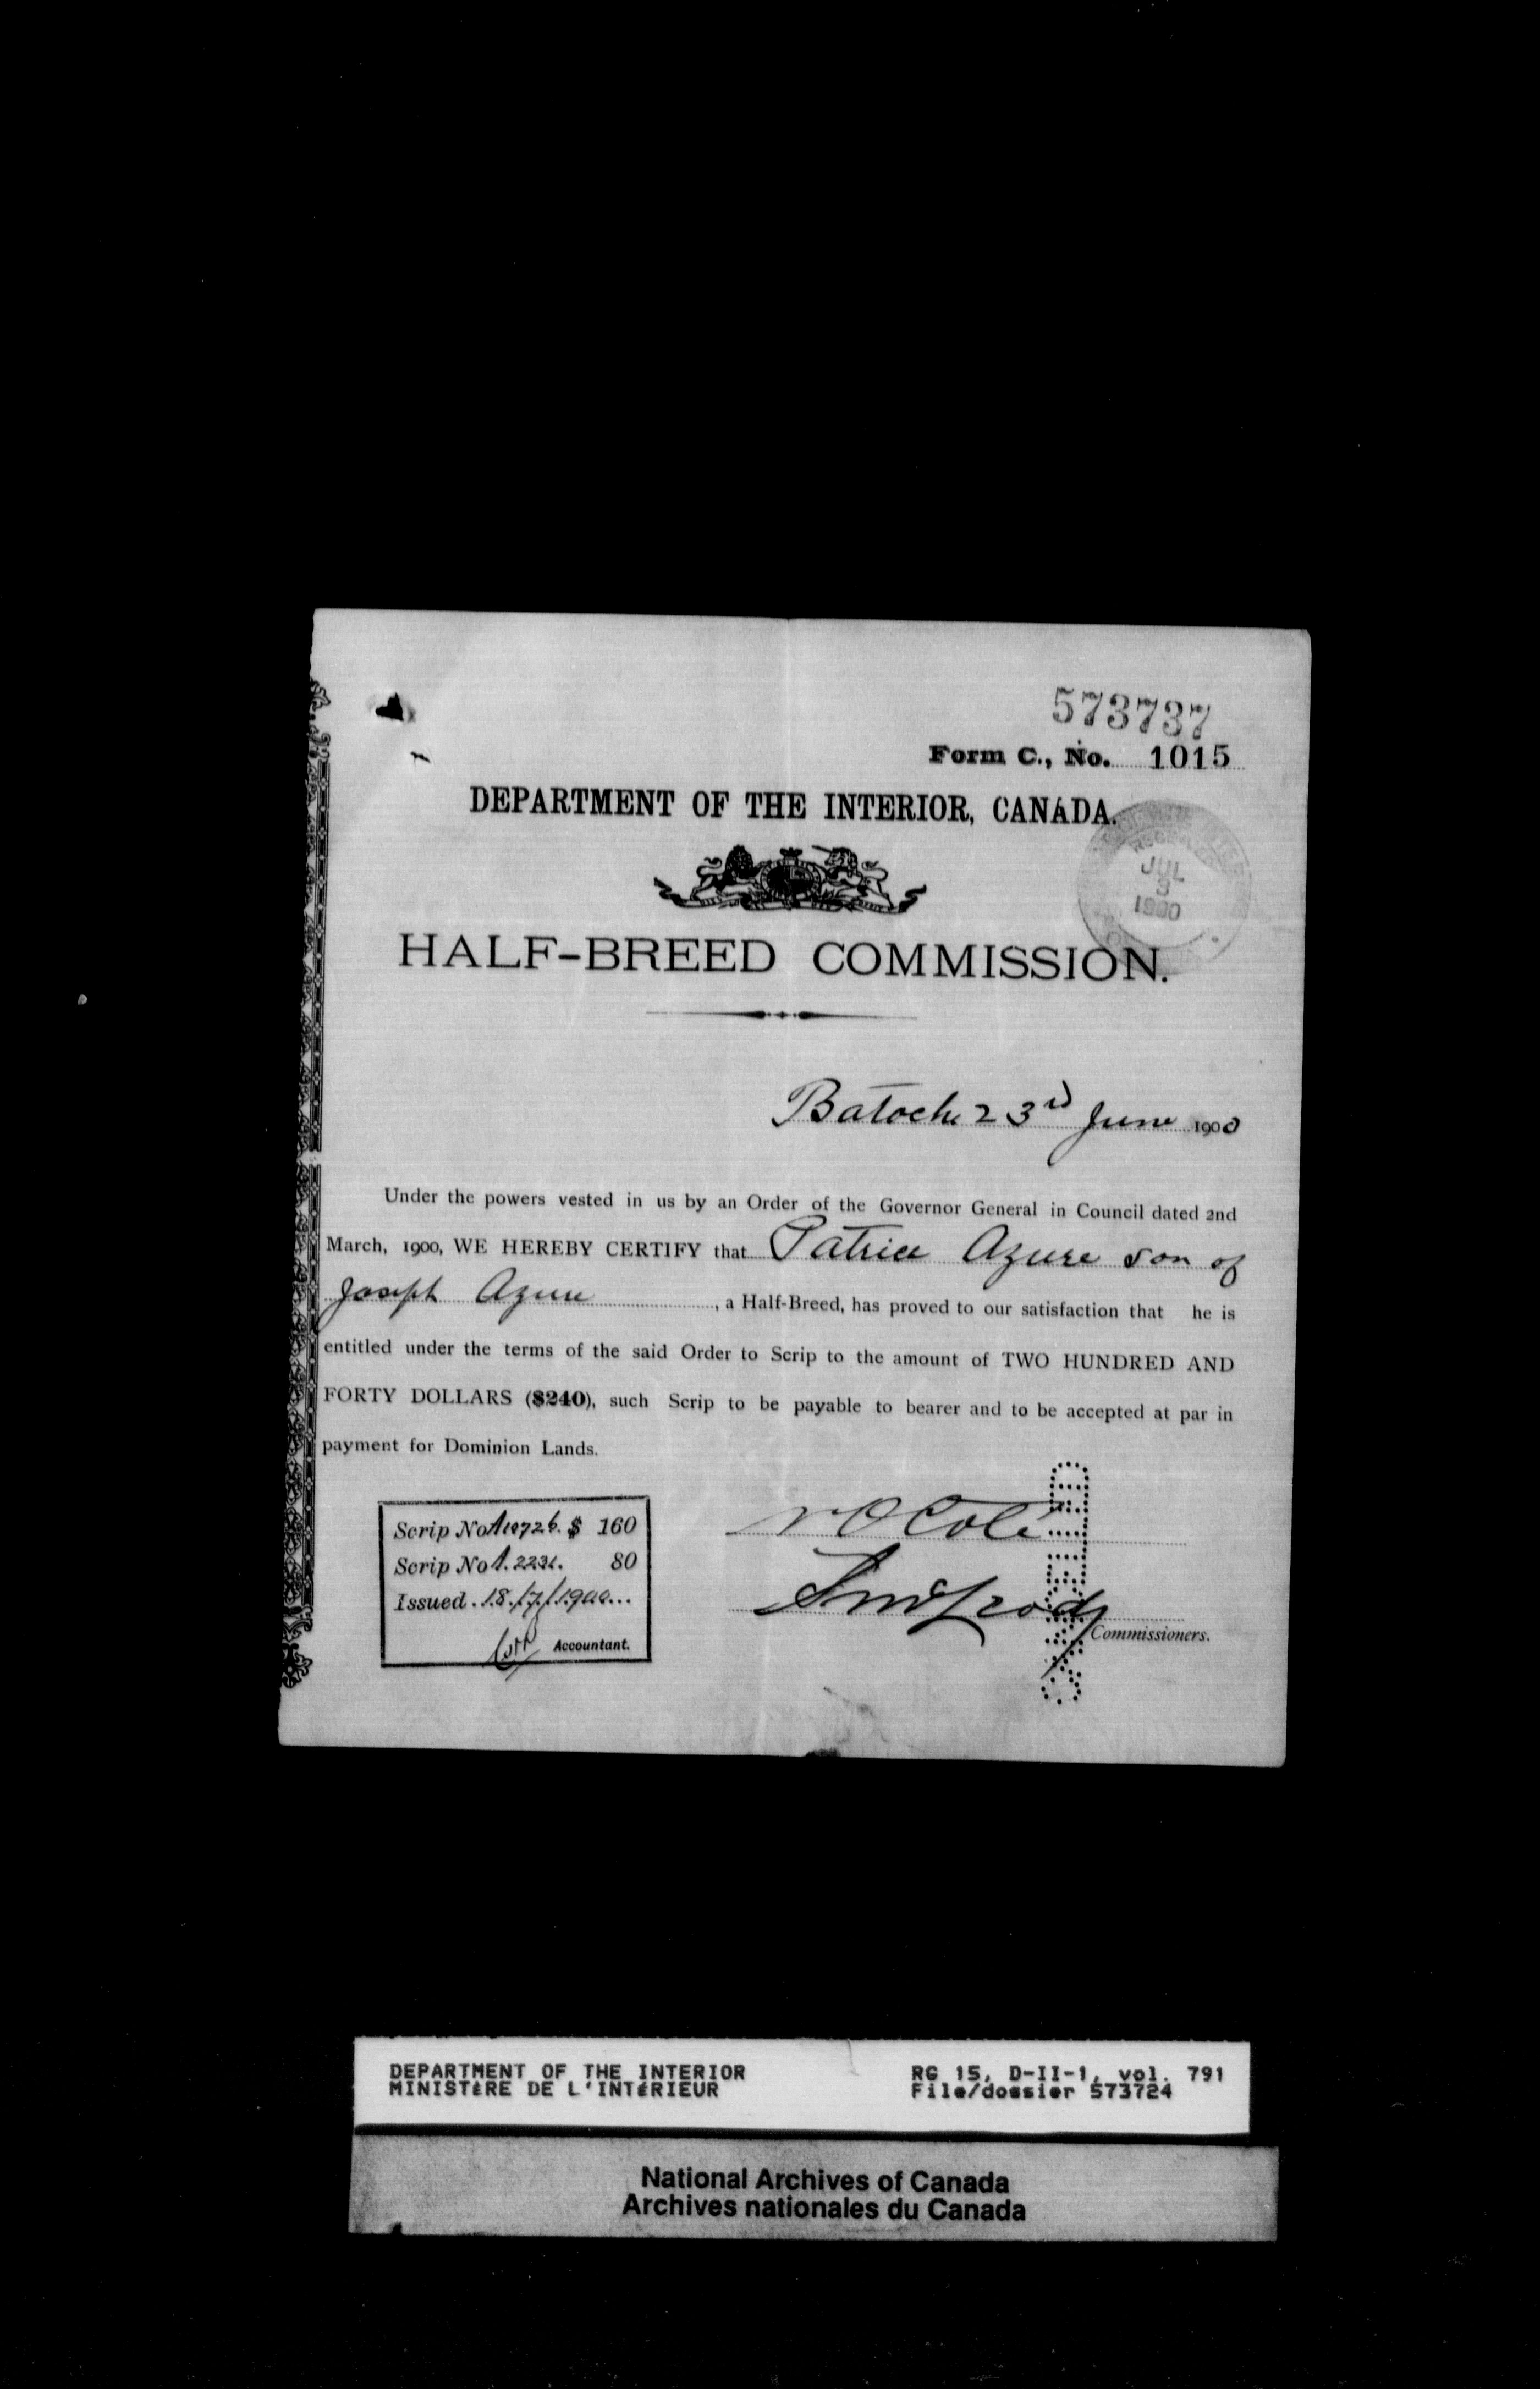 573737
Form C., No. 1015
DEPARTMENT OF THE INTERIOR, CANADA.
RECEIVED
JUL
3
1900
HALF-BREED COMMISSION.
Batoche 23rd June 1900
Under the powers vested in us by an Order of the Governor General in Council dated 2nd
March, 1900, WE HEREBY CERTIFY that Patrice Azure son of
Joseph Azure, a Half-Breed, has proved to our satisfaction that he is
entitled under the terms of the said Order to Scrip to the amount of TWO HUNDRED AND
FORTY DOLLARS ($240), such Scrip to be payable to bearer and to be accepted at par in
payment for Dominion Lands.
Scrip No A10726. $ 160
Scrip No A. 80
Issued. 18/7/1900...
Accountant.
Coté
Commissioners.
CANCELLED
DEPARTMENT OF THE INTERIOR
MINISTÈRE DE L'INTÉRIEUR
RG 15, D-II-1, vol. 791
File/dossier 573724
National Archives of Canada
Archives nationales du Canada